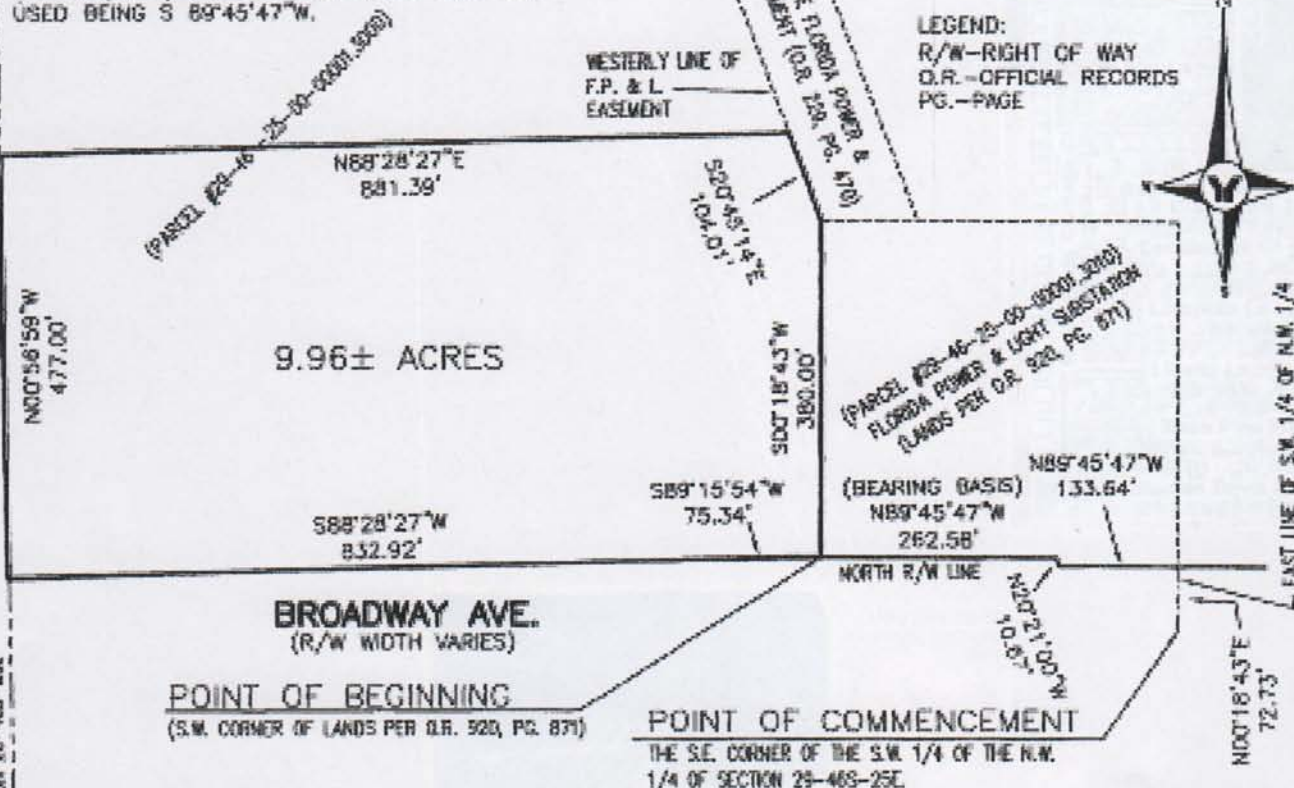 USED BEING S 89°45'47"W.
(PARCEL #29-46-25-00-00001.3000)
WESTERLY LINE OF
F.P. & L.
EASEMENT
FLORIDA POWER &
(O.R. 229, PG. 470)
LEGEND:
R/W-RIGHT OF WAY
O.R.-OFFICIAL RECORDS
PG.-PAGE
N88°28'27"E
881.39'
S20°45'14"E
104.01'
N00°56'59"W
477.00'
9.96± ACRES
S00°18'43"W
380.00'
(PARCEL #29-46-25-00-00001.3010)
FLORIDA POWER & LIGHT SUBSTATION
(LANDS PER O.R. 920, PG. 871)
EAST LINE OF S.W. 1/4 OF N.W. 1/4
S89°15'54"W
75.34'
(BEARING BASIS)
N89°45'47"W
262.58'
N89°45'47"W
133.64'
S88°28'27"W
832.92'
NORTH R/W LINE
10.67'
BROADWAY AVE.
(R/W WIDTH VARIES)
N00°18'43"E
72.73'
POINT OF BEGINNING
(S.W. CORNER OF LANDS PER O.R. 920, PG. 871)
POINT OF COMMENCEMENT
THE S.E. CORNER OF THE S.W. 1/4 OF THE N.W.
1/4 OF SECTION 29-46S-25E.